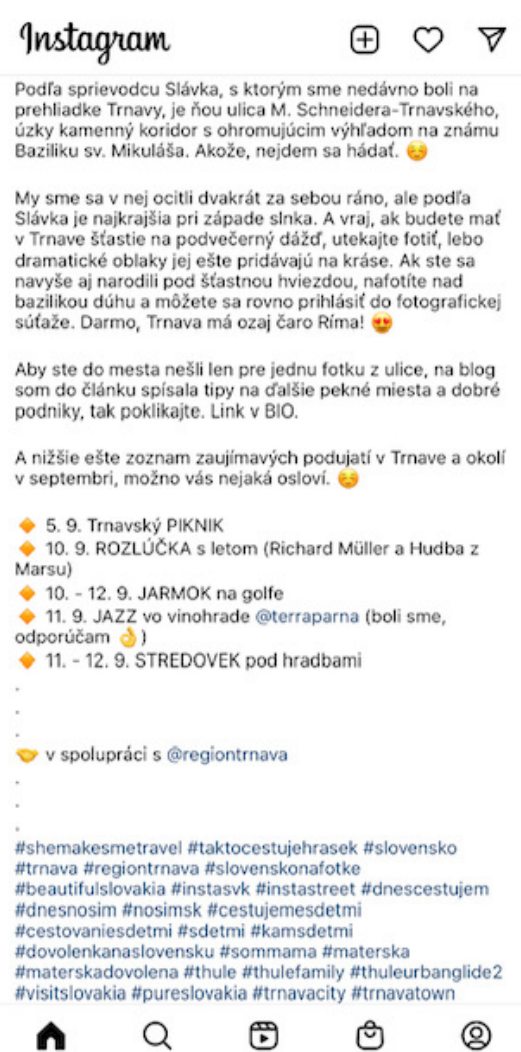 Instagram
Podľa sprievodcu Slávka, s ktorým sme nedávno boli na
prehliadke Trnavy, je ňou ulica M. Schneidera-Trnavského,
úzky kamenný koridor s ohromujúcim výhľadom na známu
Baziliku sv. Mikuláša. Akože, nejdem sa hádať. ☺️
My sme sa v nej ocitli dvakrát za sebou ráno, ale podľa
Slávka je najkrajšia pri západe slnka. A vraj, ak budete mať
v Trnave šťastie na podvečerný dážď, utekajte fotiť, lebo
dramatické oblaky jej ešte pridávajú na kráse. Ak ste sa
navyše aj narodili pod šťastnou hviezdou, nafotíte nad
bazilikou dúhu a môžete sa rovno prihlásiť do fotografickej
súťaže. Darmo, Trnava má ozaj čaro Ríma! 😍
Aby ste do mesta nešli len pre jednu fotku z ulice, na blog
som do článku spísala tipy na ďalšie pekné miesta a dobré
podniky, tak poklikajte. Link v BIO.
A nižšie ešte zoznam zaujímavých podujatí v Trnave a okolí
v septembri, možno vás nejaká osloví. ☺️
🔸 5. 9. Trnavský PIKNIK
🔸 10. 9. ROZLÚČKA s letom (Richard Müller a Hudba z
Marsu)
🔸 10. - 12. 9. JARMOK na golfe
🔸 11. 9. JAZZ vo vinohrade @terraparna (boli sme,
odporúčam 👌)
🔸 11. - 12. 9. STREDOVEK pod hradbami
.
.
.
🤝 v spolupráci s @regiontrnava
.
.
.
#shemakesmetravel #taktocestujehrasek #slovensko
#trnava #regiontrnava #slovenskonafotke
#beautifulslovakia #instasvk #instastreet #dnescestujem
#dnesnosim #nosimsk #cestujemesdetmi
#cestovaniesdetmi #sdetmi #kamsdetmi
#dovolenkanaslovensku #sommama #materska
#materskadovolena #thule #thulefamily #thuleurbanglide2
#visitslovakia #pureslovakia #trnavacity #trnavatown